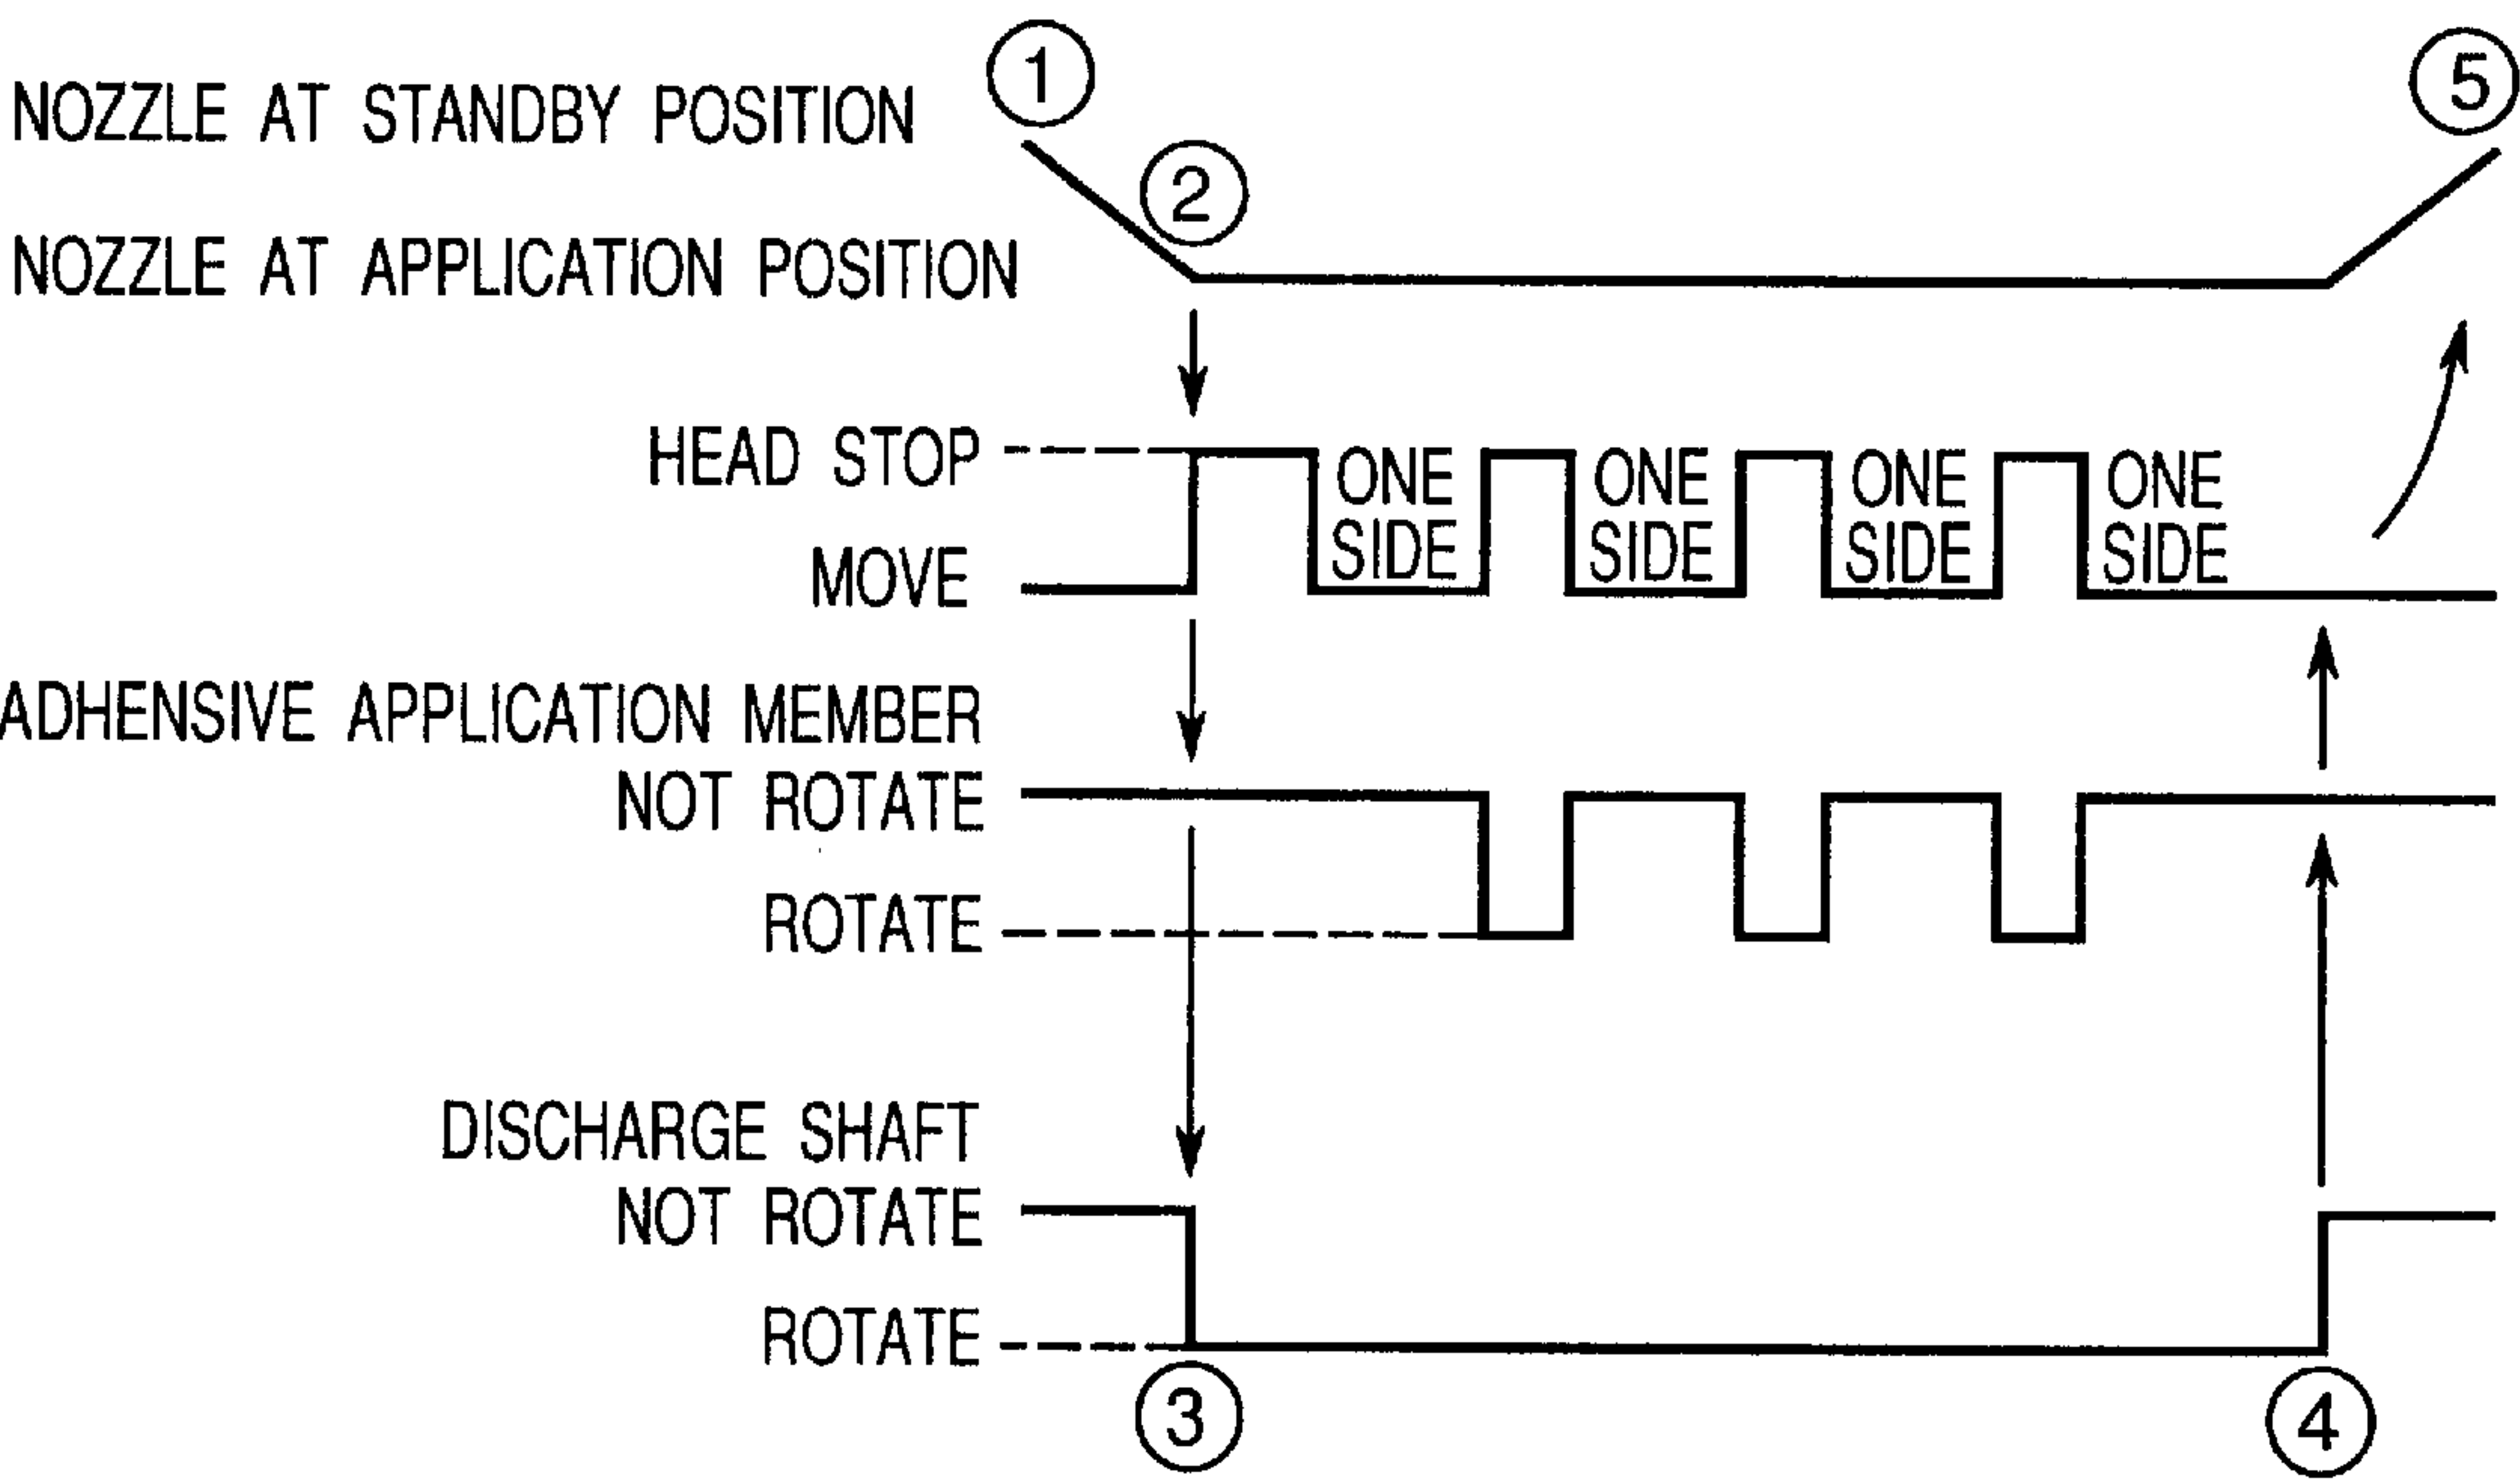 ①
⑤
NOZZLE AT STANDBY POSITION
②
NOZZLE AT APPLICATION POSITION
HEAD STOP
ONE SIDE
ONE SIDE
ONE SIDE
ONE SIDE
MOVE
ADHENSIVE APPLICATION MEMBER
NOT ROTATE
ROTATE
DISCHARGE SHAFT
NOT ROTATE
ROTATE
③
④